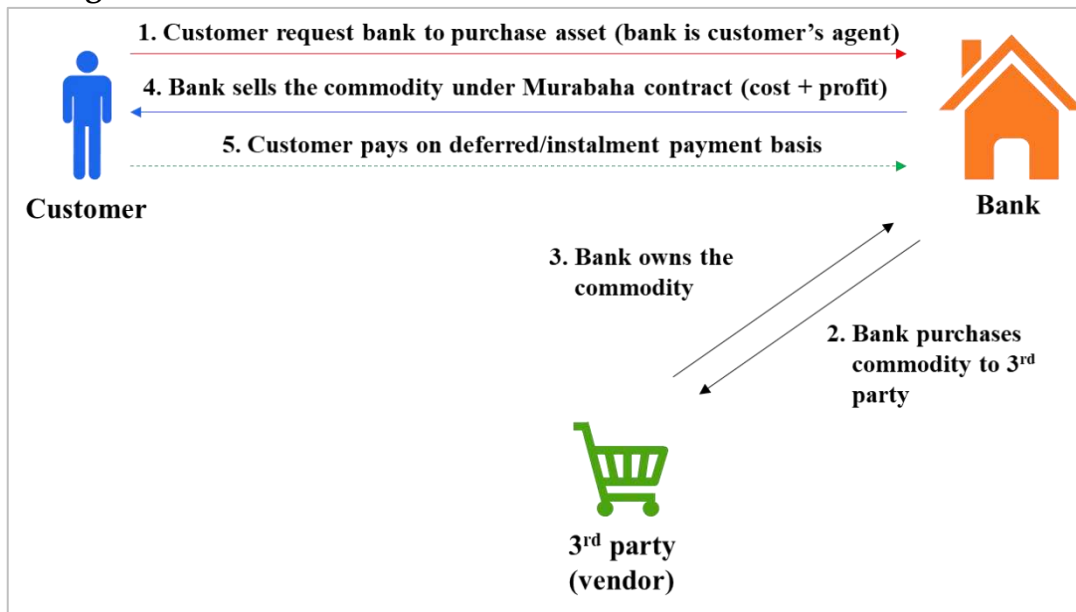 1. Customer request bank to purchase asset (bank is customer's agent)
4. Bank sells the commodity under Murabaha contract (cost + profit)
5. Customer pays on deferred/instalment payment basis
Customer
Bank
3. Bank owns the
commodity
2. Bank purchases
commodity to 3rd
party
3rd party
(vendor)